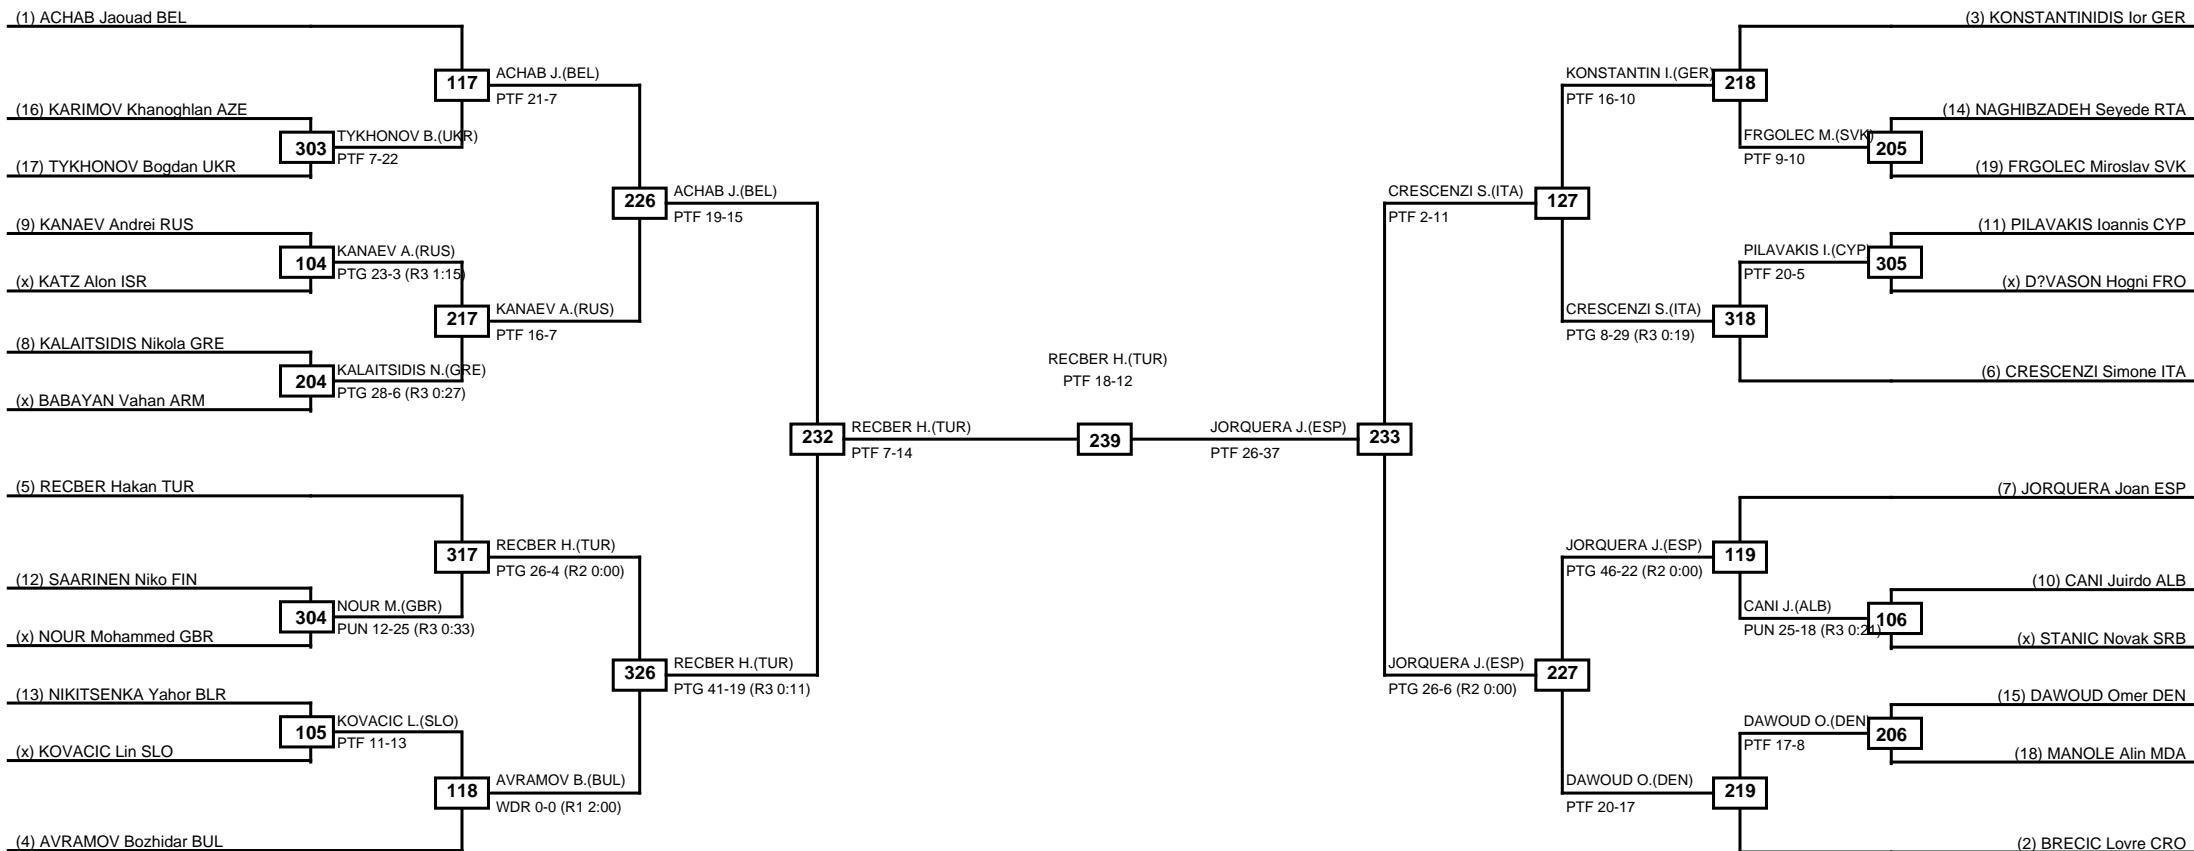 (1) ACHAB Jaouad BEL
(16) KARIMOV Khanoghlan AZE
(17) TYKHONOV Bogdan UKR
(9) KANAEV Andrei RUS
(x) KATZ Alon ISR
(8) KALAITSIDIS Nikola GRE
(x) BABAYAN Vahan ARM
(5) RECBER Hakan TUR
(12) SAARINEN Niko FIN
(x) NOUR Mohammed GBR
(13) NIKITSENKA Yahor BLR
(x) KOVACIC Lin SLO
(4) AVRAMOV Bozhidar BUL
303
TYKHONOV B.(UKR)
PTF 7-22
104
KANAEV A.(RUS)
PTG 23-3 (R3 1:15)
204
KALAITSIDIS N.(GRE)
PTG 28-6 (R3 0:27)
304
NOUR M.(GBR)
PUN 12-25 (R3 0:33)
105
KOVACIC L.(SLO)
PTF 11-13
117
ACHAB J.(BEL)
PTF 21-7
217
KANAEV A.(RUS)
PTF 16-7
317
RECBER H.(TUR)
PTG 26-4 (R2 0:00)
118
AVRAMOV B.(BUL)
WDR 0-0 (R1 2:00)
226
ACHAB J.(BEL)
PTF 19-15
326
RECBER H.(TUR)
PTG 41-19 (R3 0:11)
232
RECBER H.(TUR)
PTF 7-14
RECBER H.(TUR)
PTF 18-12
239
JORQUERA J.(ESP)
PTF 26-37
233
CRESCENZI S.(ITA)
PTF 2-11
127
JORQUERA J.(ESP)
PTG 26-6 (R2 0:00)
227
KONSTANTIN I.(GER)
PTF 16-10
218
CRESCENZI S.(ITA)
PTG 8-29 (R3 0:19)
318
JORQUERA J.(ESP)
PTG 46-22 (R2 0:00)
119
DAWOUD O.(DEN)
PTF 20-17
219
FRGOLEC M.(SVK)
PTF 9-10
205
PILAVAKIS I.(CYP)
PTF 20-5
305
CANI J.(ALB)
PUN 25-18 (R3 0:21)
106
DAWOUD O.(DEN)
PTF 17-8
206
(3) KONSTANTINIDIS Ior GER
(14) NAGHIBZADEH Seyede RTA
(19) FRGOLEC Miroslav SVK
(11) PILAVAKIS Ioannis CYP
(x) D?VASON Hogni FRO
(6) CRESCENZI Simone ITA
(7) JORQUERA Joan ESP
(10) CANI Juirdo ALB
(x) STANIC Novak SRB
(15) DAWOUD Omer DEN
(18) MANOLE Alin MDA
(2) BRECIC Lovre CRO